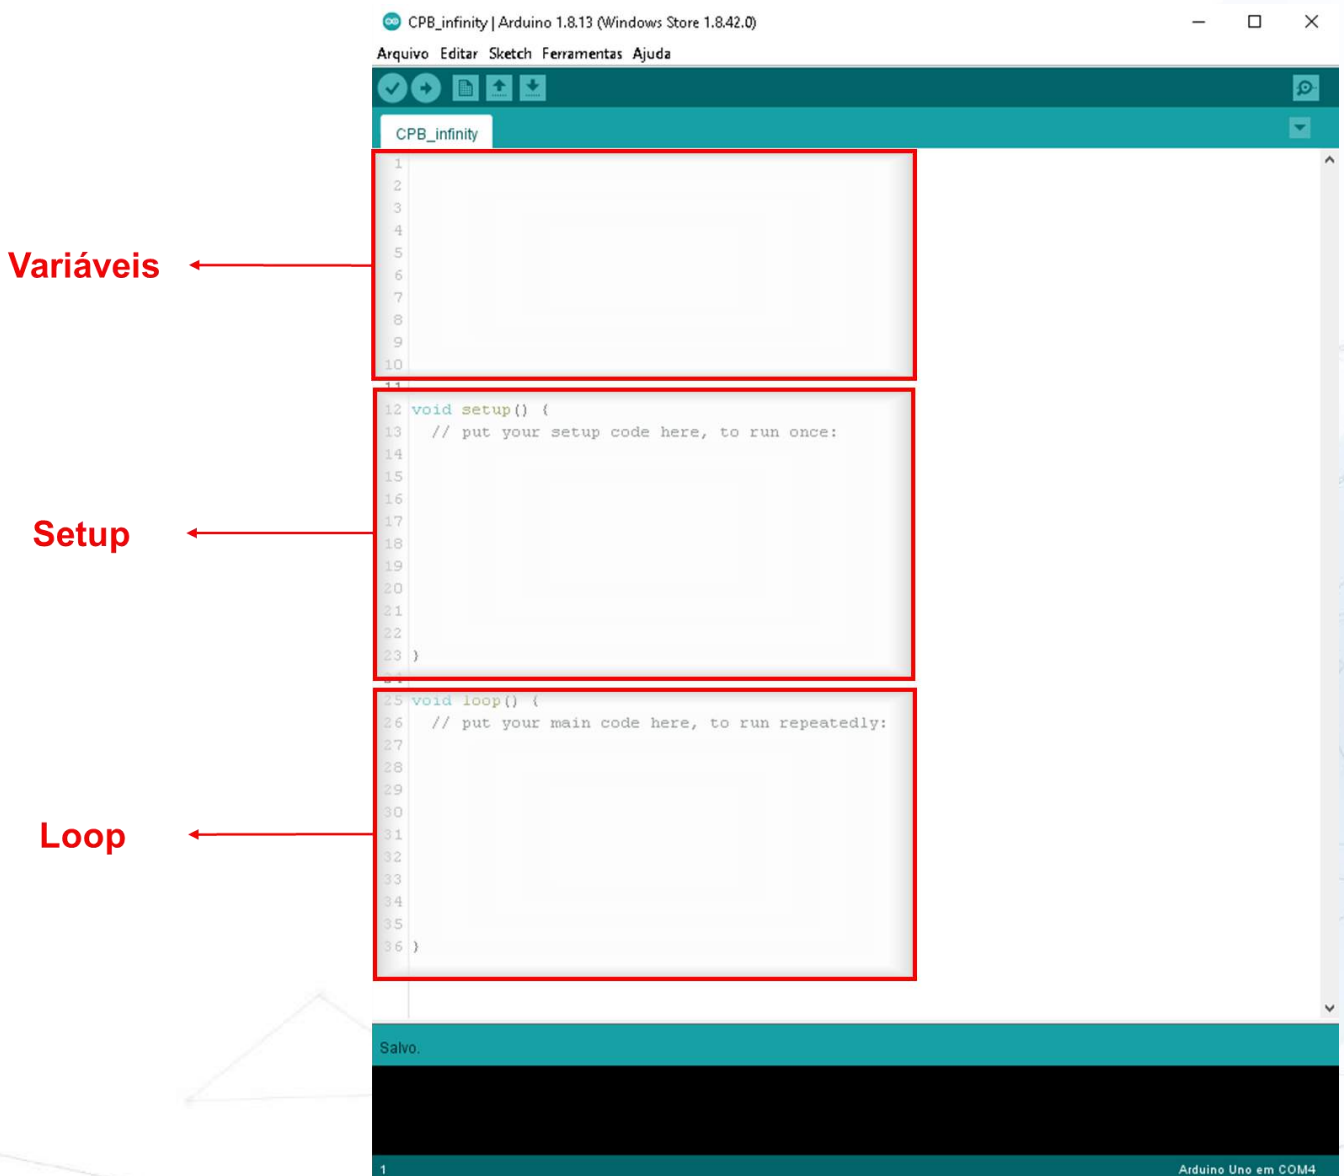 CPB_infinity | Arduino 1.8.13 (Windows Store 1.8.42.0)
Arquivo Editar Sketch Ferramentas Ajuda
CPB_infinity
Variáveis
1
2
3
4
5
6
7
8
9
10
11
Setup
12 void setup() {
13 // put your setup code here, to run once:
14
15
16
17
18
19
20
21
22
23 }
24
Loop
25 void loop() {
26 // put your main code here, to run repeatedly:
27
28
29
30
31
32
33
34
35
36 }
Salvo.
1 Arduino Uno em COM4